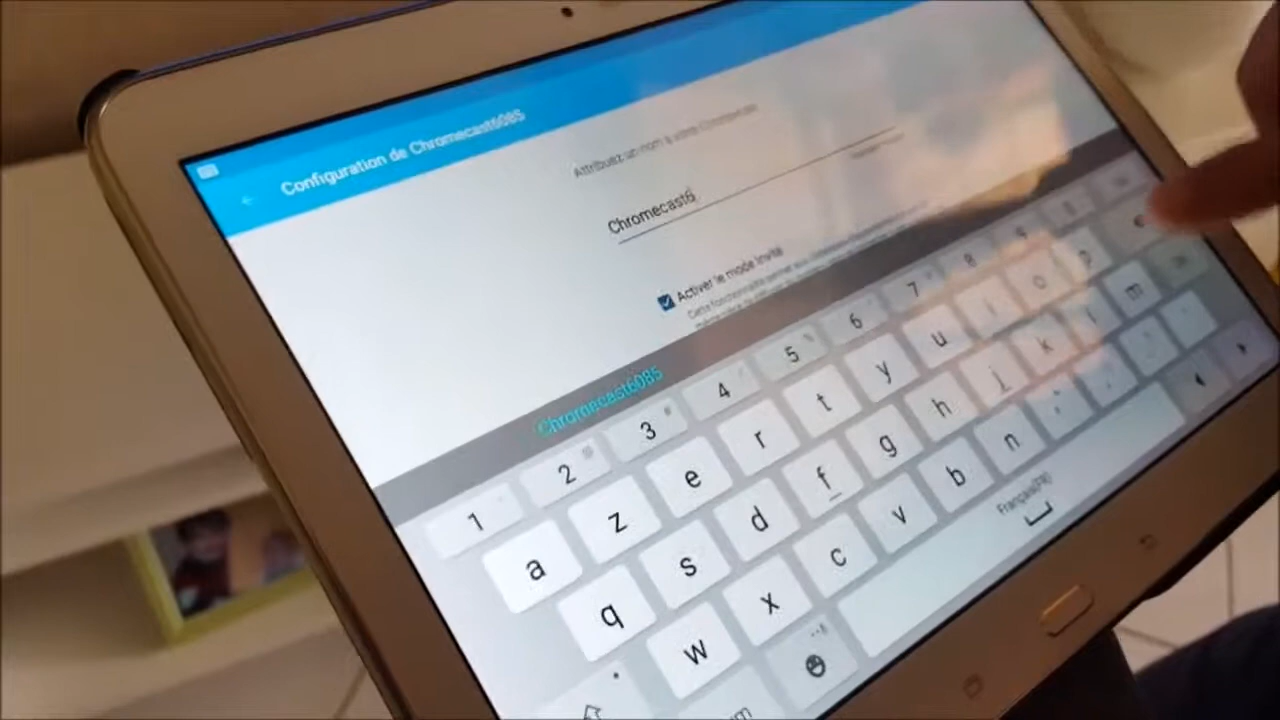 Configuration de Chromecast6085
Attribuez un nom à votre Chromecast
Chromecast6
Activer le mode Invité
Chromecast6085
1 2 3 4 5 6 7 8 9
a z e r t y u i o p
q s d f g h j k l m
w x c v b n
Français(FR)